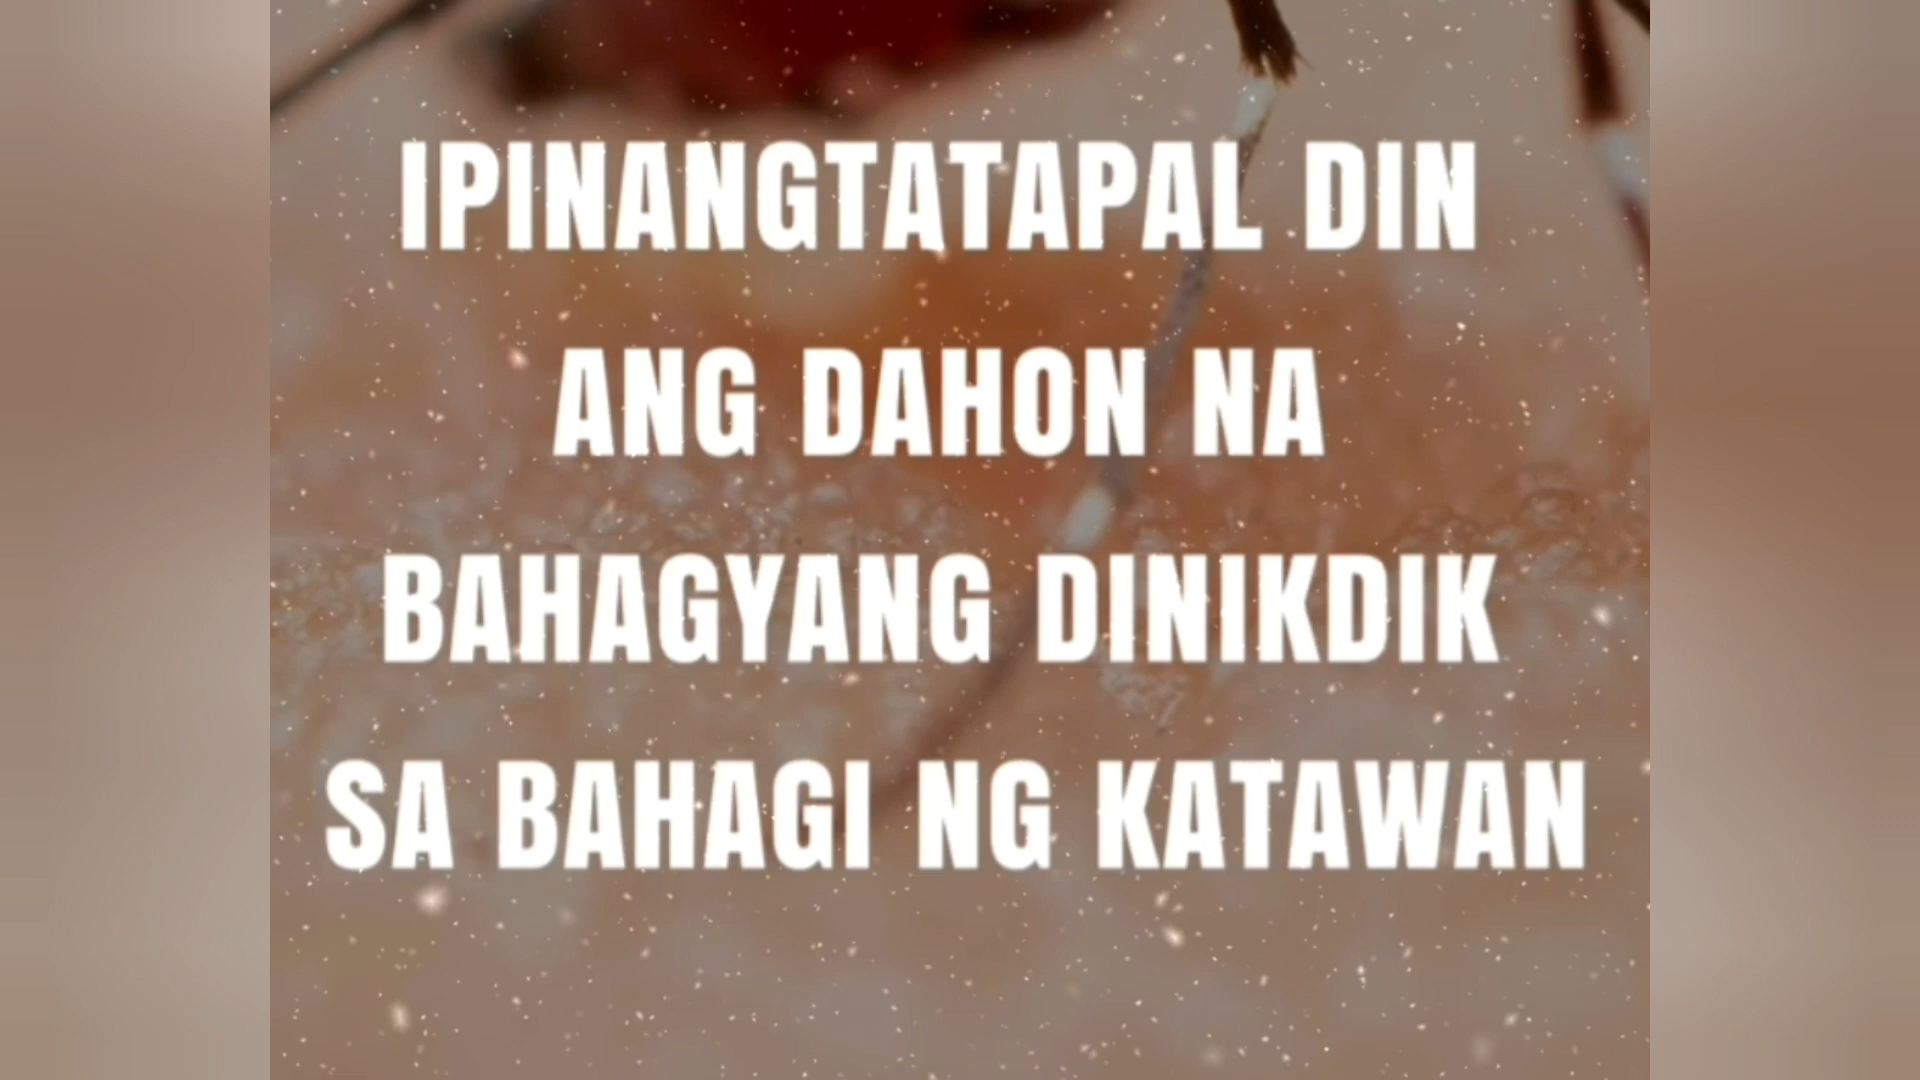 IPINANGTATAPAL DIN
ANG DAHON NA
BAHAGYANG DINIKDIK
SA BAHAGI NG KATAWAN